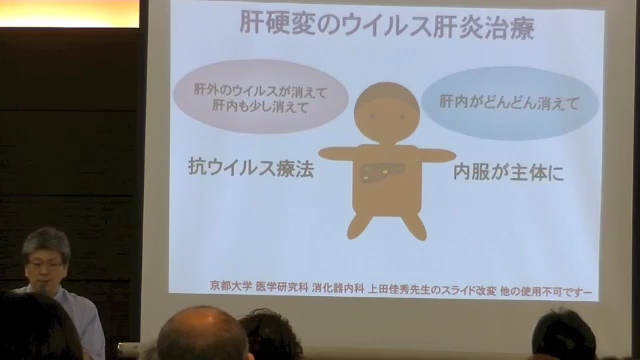 肝硬変のウイルス肝炎治療
肝外のウイルスが消えて
肝内も少し消えて
肝内がどんどん消えて
抗ウイルス療法
内服が主体に
京都大学 医学研究科 消化器内科 上田佳秀先生のスライド改変 他の使用不可ですー